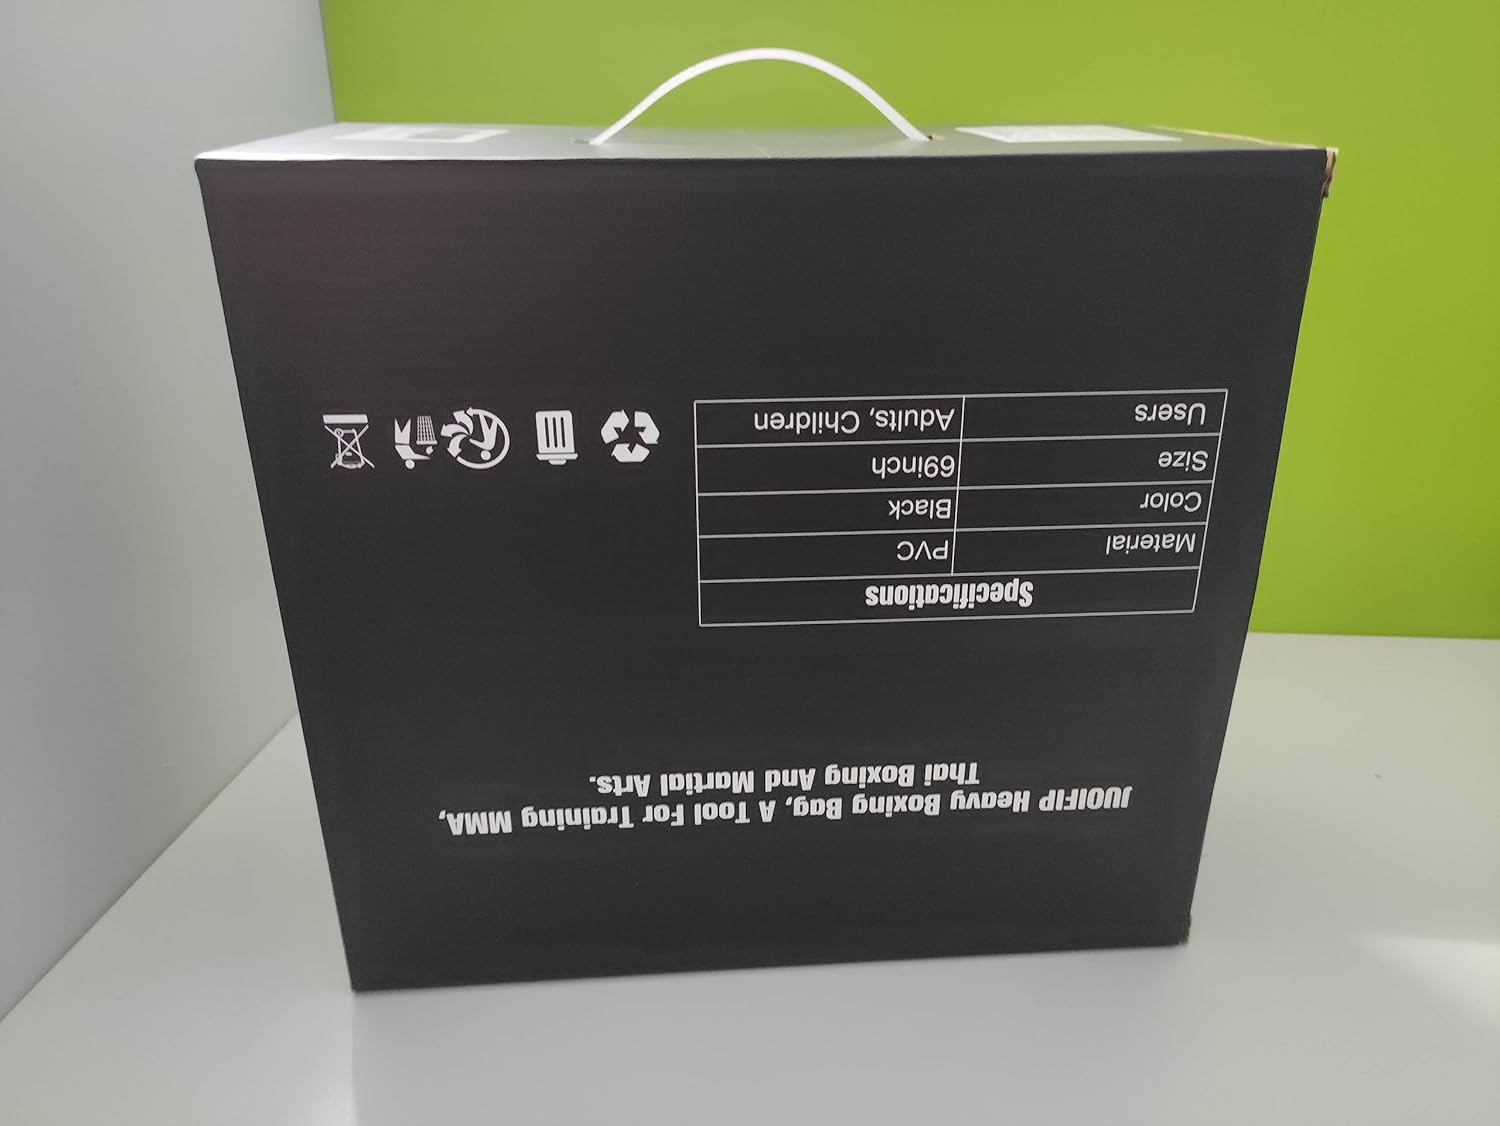 JUOIFIP Heavy Boxing Bag, A Tool For Training MMA,
Thai Boxing And Martial Arts.
Specifications
Material PVC
Color Black
Size 69inch
Users Adults, Children